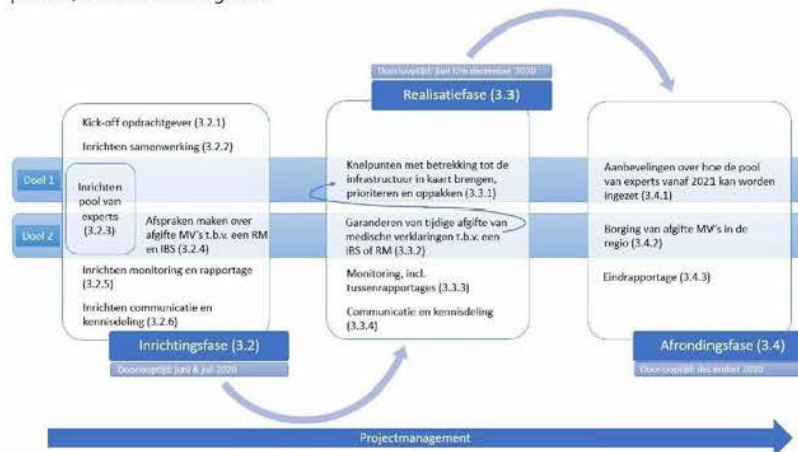 Doorlooptijd: juni t/m december 2020
Realisatiefase (3.3)
Kick-off opdrachtgever (3.2.1)
Inrichten samenwerking (3.2.2)
Doel 1
Inrichten
pool van
experts
(3.2.3)
Doel 2
Afspraken maken over
afgifte MV's t.b.v. een RM
en IBS (3.2.4)
Inrichten monitoring en rapportage
(3.2.5)
Inrichten communicatie en
kennisdeling (3.2.6)
Inrichtingsfase (3.2)
Doorlooptijd: juni & juli 2020
Knelpunten met betrekking tot de
infrastructuur in kaart brengen,
prioriteren en oppakken (3.3.1)
Garanderen van tijdige afgifte van
medische verklaringen t.b.v. een
IBS of RM (3.3.2)
Monitoring, incl.
tussenrapportages (3.3.3)
Communicatie en kennisdeling
(3.3.4)
Aanbevelingen over hoe de pool
van experts vanaf 2021 kan worden
ingezet (3.4.1)
Borging van afgifte MV's in de
regio (3.4.2)
Eindrapportage (3.4.3)
Afrondingsfase (3.4)
Doorlooptijd: december 2020
Projectmanagement